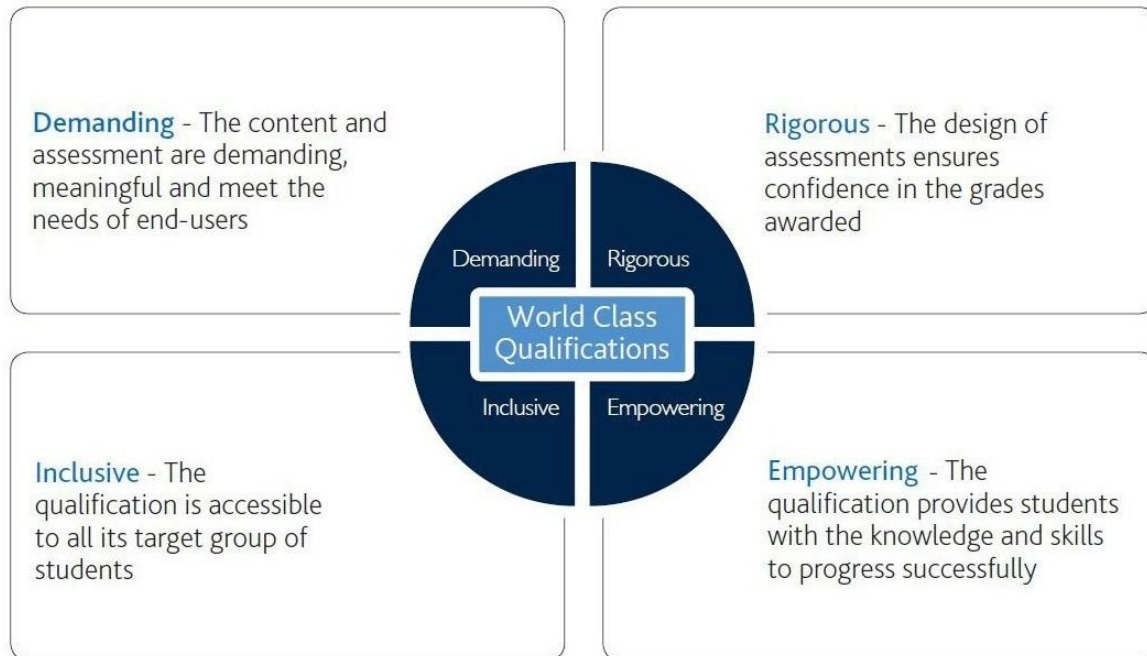 Demanding - The content and
assessment are demanding,
meaningful and meet the
needs of end-users
Rigorous - The design of
assessments ensures
confidence in the grades
awarded
Demanding
Rigorous
World Class
Qualifications
Inclusive
Empowering
Inclusive - The
qualification is accessible
to all its target group of
students
Empowering - The
qualification provides students
with the knowledge and skills
to progress successfully